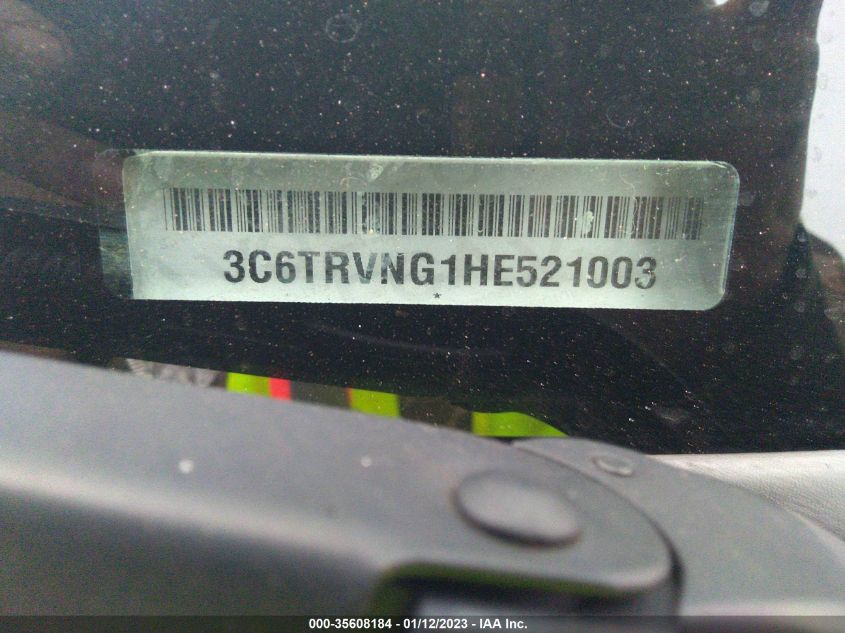 3C6TRVNG1HE521003
000-35608184 - 01/12/2023 - IAA Inc.